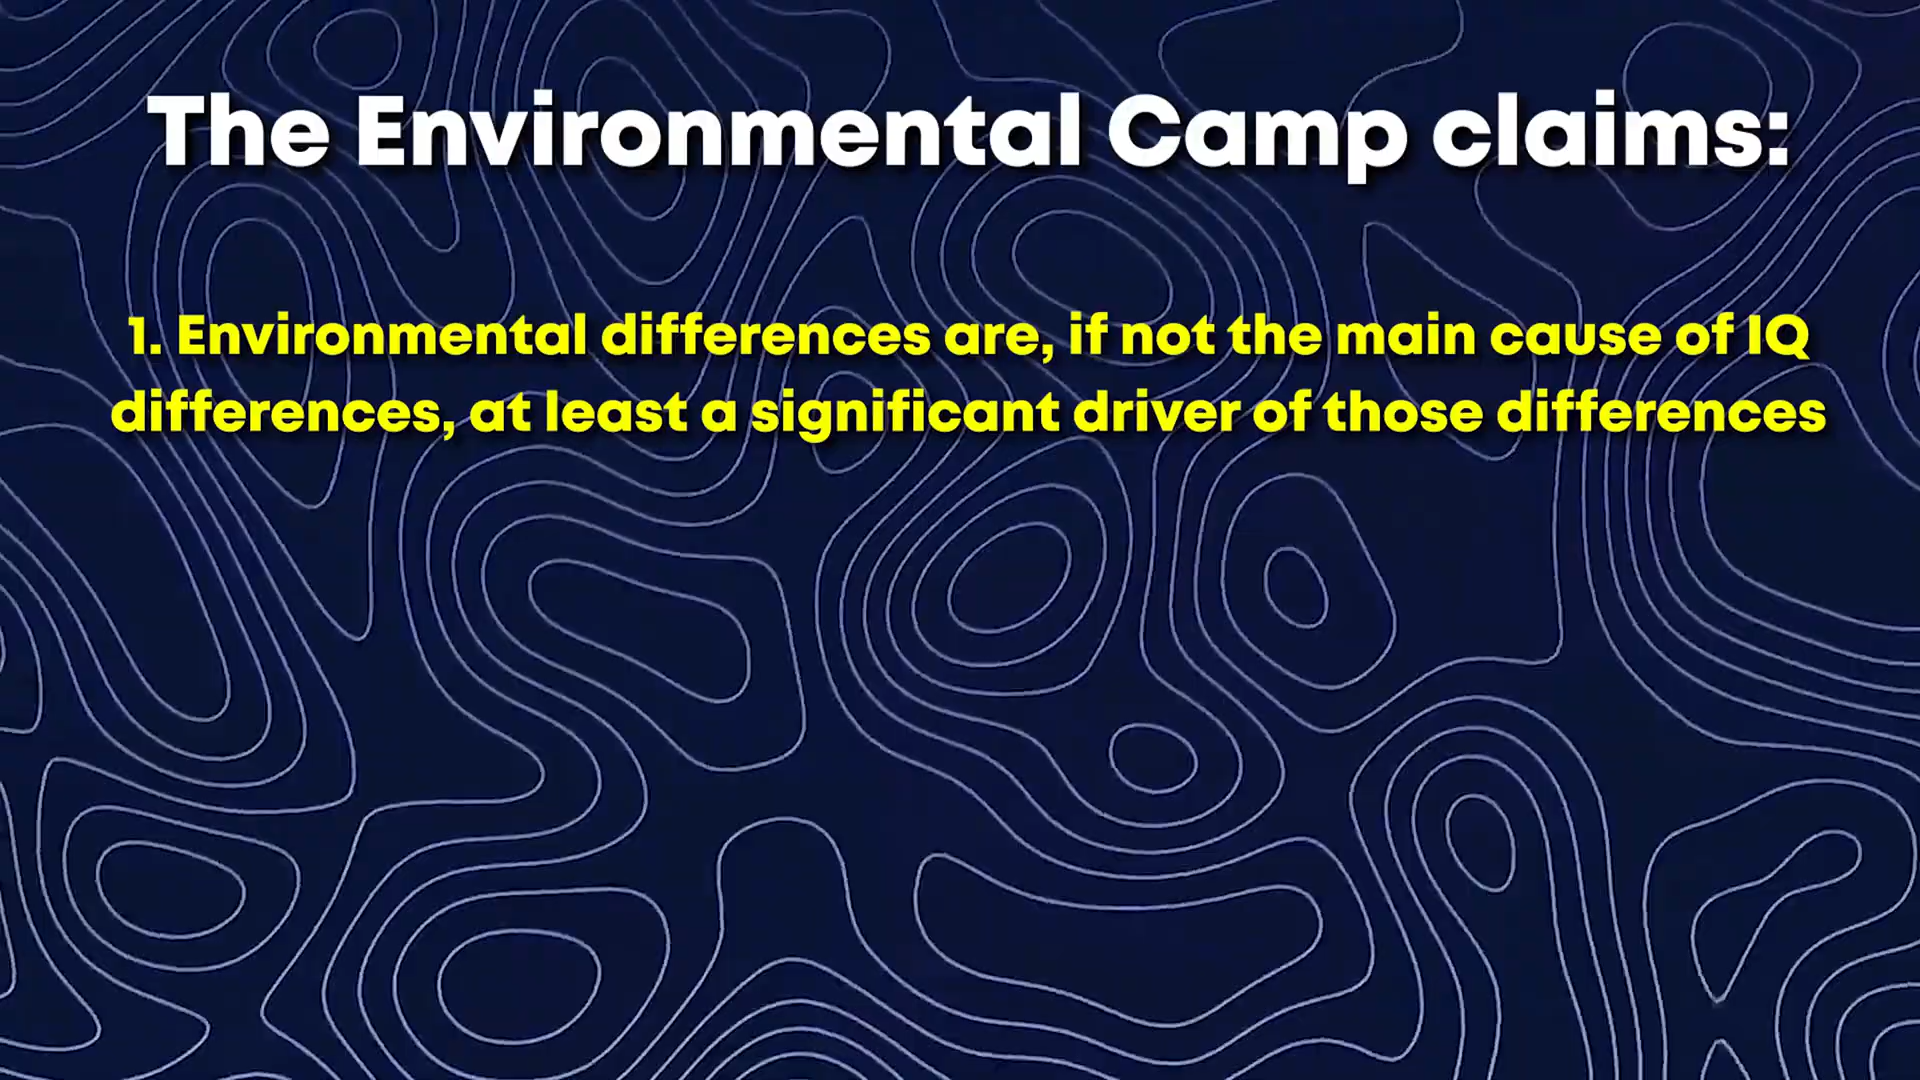 The Environmental Camp claims:
1. Environmental differences are, if not the main cause of IQ
differences, at least a significant driver of those differences